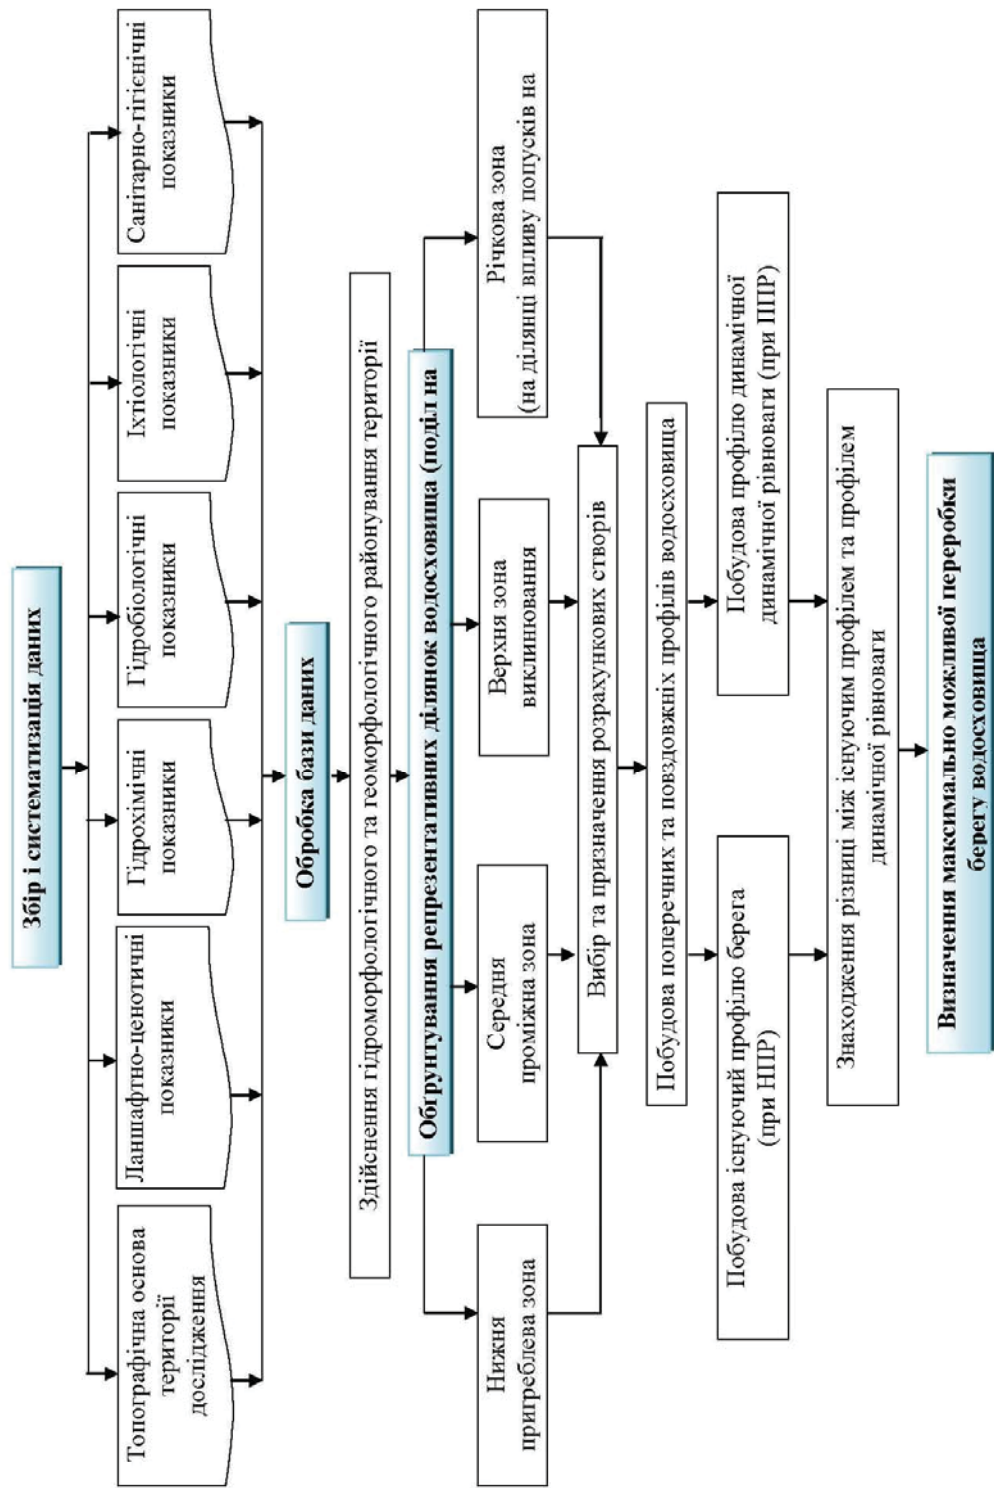 Збір і систематизація даних
Топографічна основа
території
дослідження
Ланшафтно-ценотичні
показники
Гідрохімічні
показники
Гідробіологічні
показники
Іхтіологічні
показники
Санітарно-гігієнічні
показники
Обробка бази даних
Здійснення гідроморфологічного та геоморфологічного районування території
Обґрунтування репрезентативних ділянок водосховища (поділ на
Нижня
пригреблева зона
Середня
проміжна зона
Верхня зона
виклинювання
Річкова зона
(на ділянці впливу попусків на
Вибір та призначення розрахункових створів
Побудова поперечних та повздовжніх профілів водосховища
Побудова існуючий профілю берега
(при НПР)
Побудова профілю динамічної
динамічної рівноваги (при ППР)
Знаходження різниці між існуючим профілем та профілем
динамічної рівноваги
Визначення максимально можливої переробки
берегу водосховища